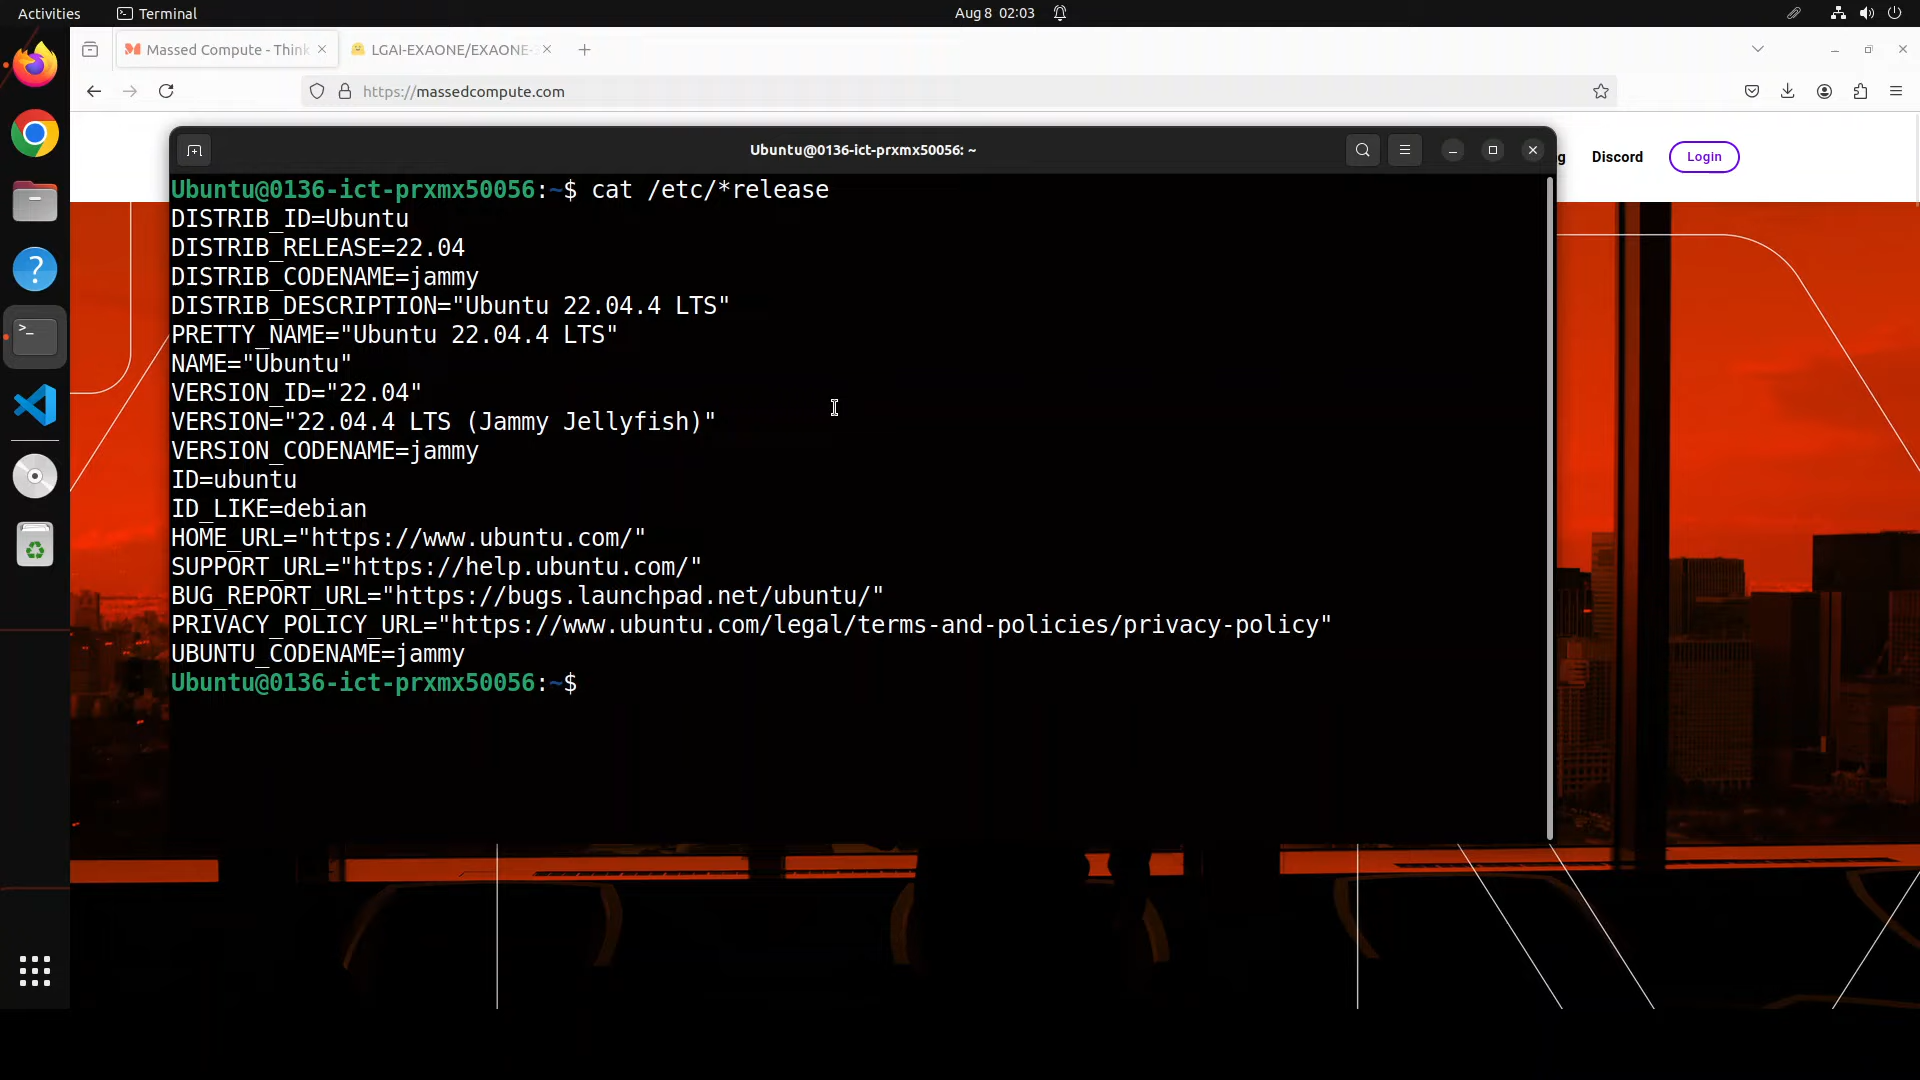 Activities
Terminal
Aug 8 02:03
Massed Compute - Think
LGAI-EXAONE/EXAONE-
https://massedcompute.com
Discord
Login
Ubuntu@0136-ict-prxmx50056: ~
Ubuntu@0136-ict-prxmx50056:~$ cat /etc/*release
DISTRIB_ID=Ubuntu
DISTRIB_RELEASE=22.04
DISTRIB_CODENAME=jammy
DISTRIB_DESCRIPTION="Ubuntu 22.04.4 LTS"
PRETTY_NAME="Ubuntu 22.04.4 LTS"
NAME="Ubuntu"
VERSION_ID="22.04"
VERSION="22.04.4 LTS (Jammy Jellyfish)"
VERSION_CODENAME=jammy
ID=ubuntu
ID_LIKE=debian
HOME_URL="https://www.ubuntu.com/"
SUPPORT_URL="https://help.ubuntu.com/"
BUG_REPORT_URL="https://bugs.launchpad.net/ubuntu/"
PRIVACY_POLICY_URL="https://www.ubuntu.com/legal/terms-and-policies/privacy-policy"
UBUNTU_CODENAME=jammy
Ubuntu@0136-ict-prxmx50056:~$